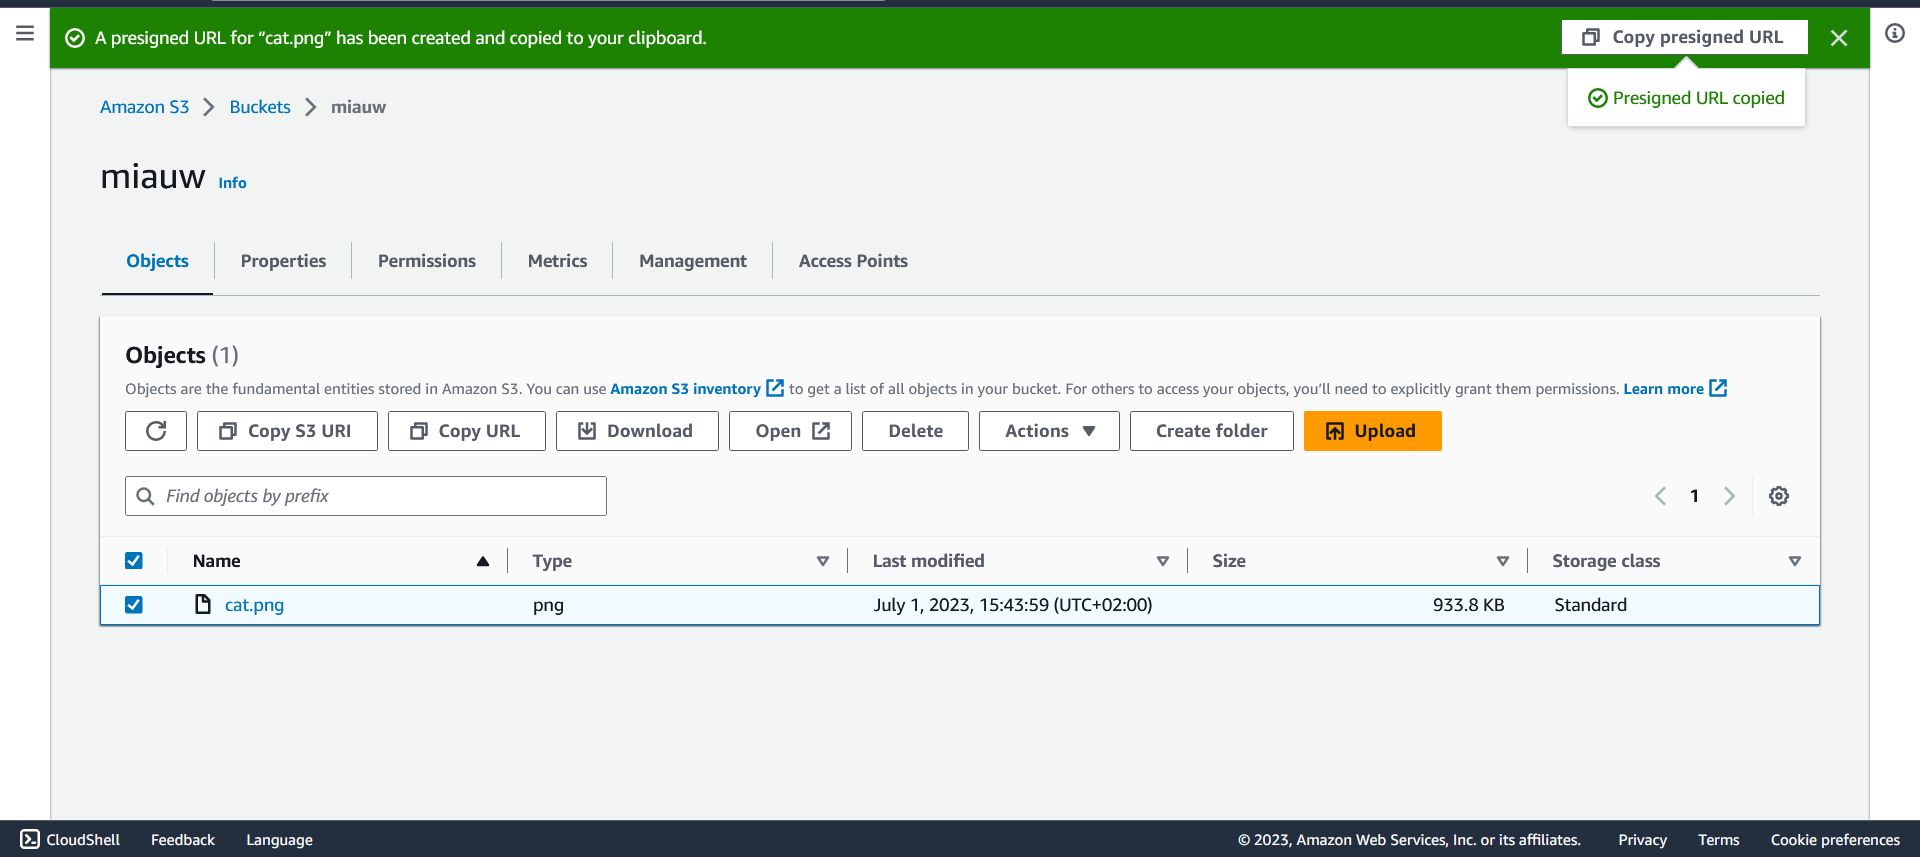 A presigned URL for “cat.png” has been created and copied to your clipboard.
Copy presigned URL
Presigned URL copied
Amazon S3 Buckets miauw
miauw Info
Objects Properties Permissions Metrics Management Access Points
Objects (1)
Objects are the fundamental entities stored in Amazon S3. You can use Amazon S3 inventory to get a list of all objects in your bucket. For others to access your objects, you’ll need to explicitly grant them permissions. Learn more
Copy S3 URI Copy URL Download Open Delete Actions Create folder Upload
Find objects by prefix
1
Name Type Last modified Size Storage class
cat.png png July 1, 2023, 15:43:59 (UTC+02:00) 933.8 KB Standard
CloudShell Feedback Language © 2023, Amazon Web Services, Inc. or its affiliates. Privacy Terms Cookie preferences